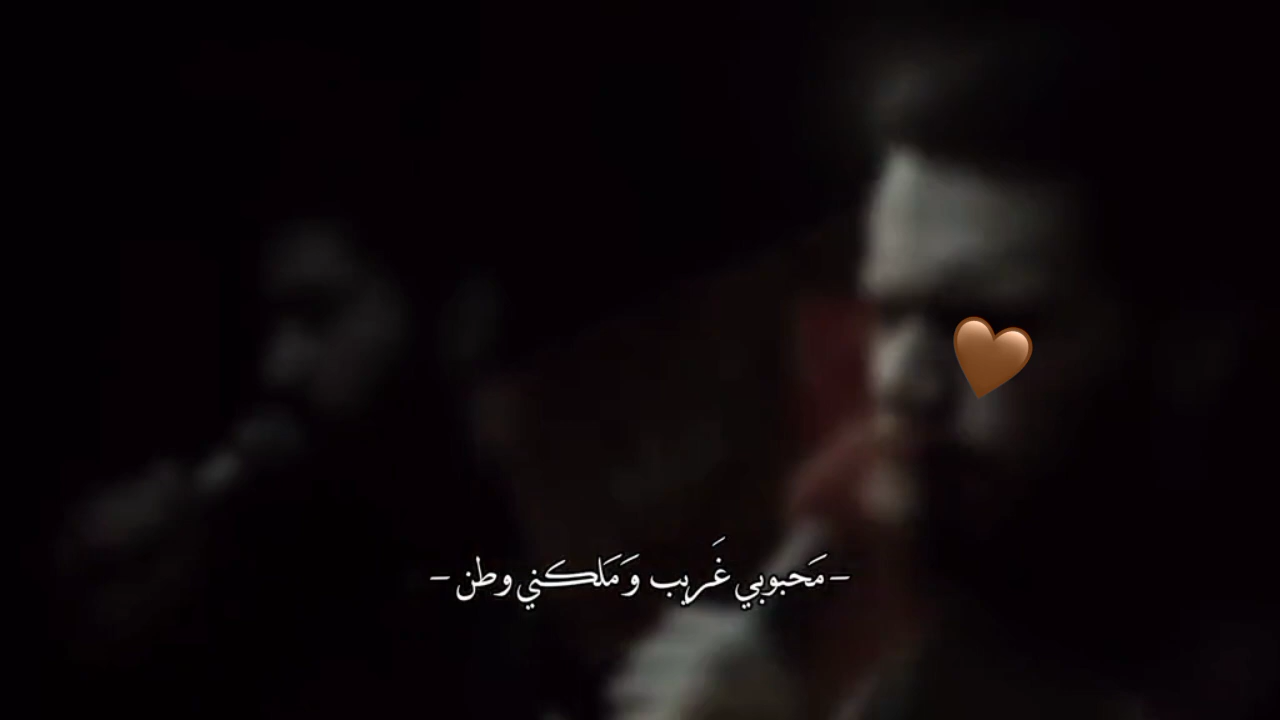 – مَحبوبي غَريب وَمَلكني وطن –